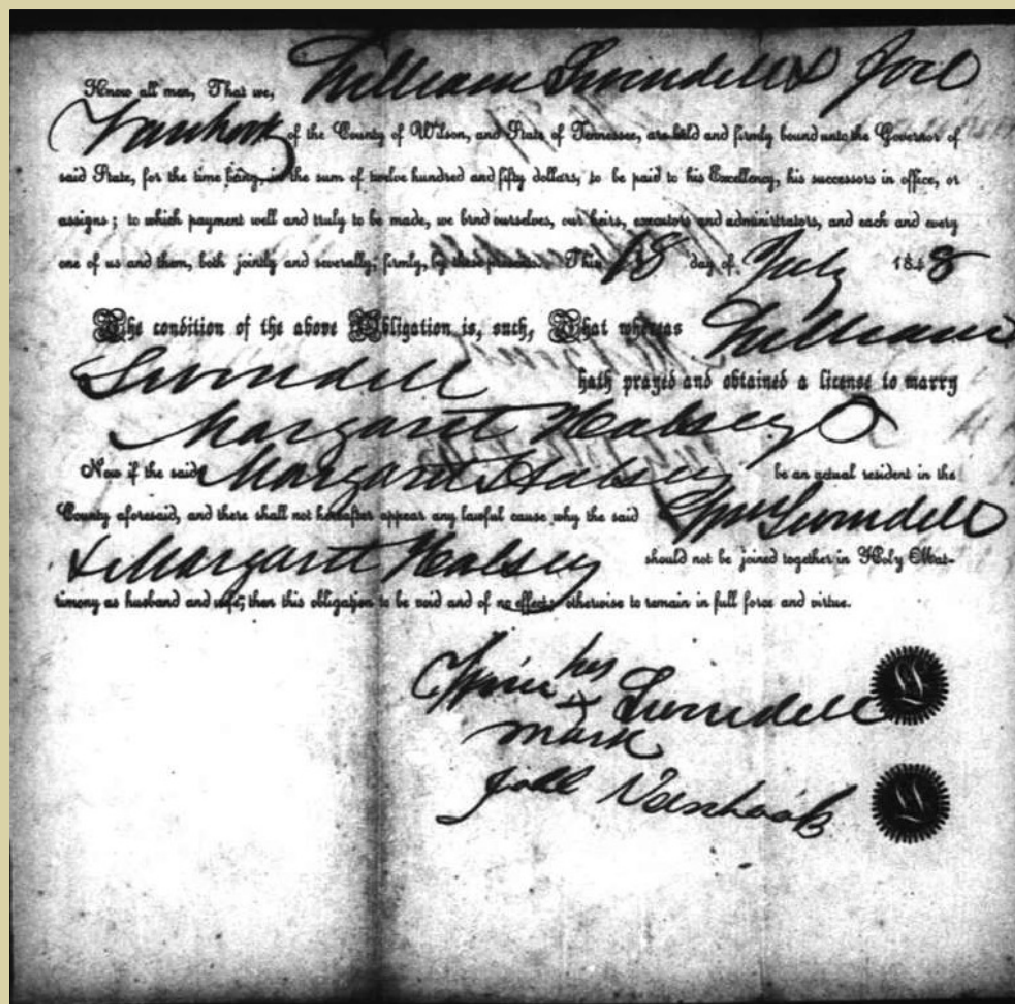 Know all men, That we, William Swindell & Joel
Vanhook of the County of Wilson, and State of Tennessee, are held and firmly bound unto the Governor of
said State, for the time being, in the sum of twelve hundred and fifty dollars, to be paid to his Excellency, his successors in office, or
assigns; to which payment well and truly to be made, we bind ourselves, our heirs, executors and administrators, and each and every
one of us and them, both jointly and severally, firmly, by these presents. This 18 day of July 1848
The condition of the above Obligation is, such, That whereas William
Swindell hath prayed and obtained a license to marry
Margaret Halsey
Now if the said Margaret Halsey be an actual resident in the
County aforesaid, and there shall not hereafter appear any lawful cause why the said Wm Swindell
& Margaret Halsey should not be joined together in Holy Mat-
rimony as husband and wife, then this obligation to be void and of no effect; otherwise to remain in full force and virtue.
his
Wm x Swindell
mark
Joel Vanhook